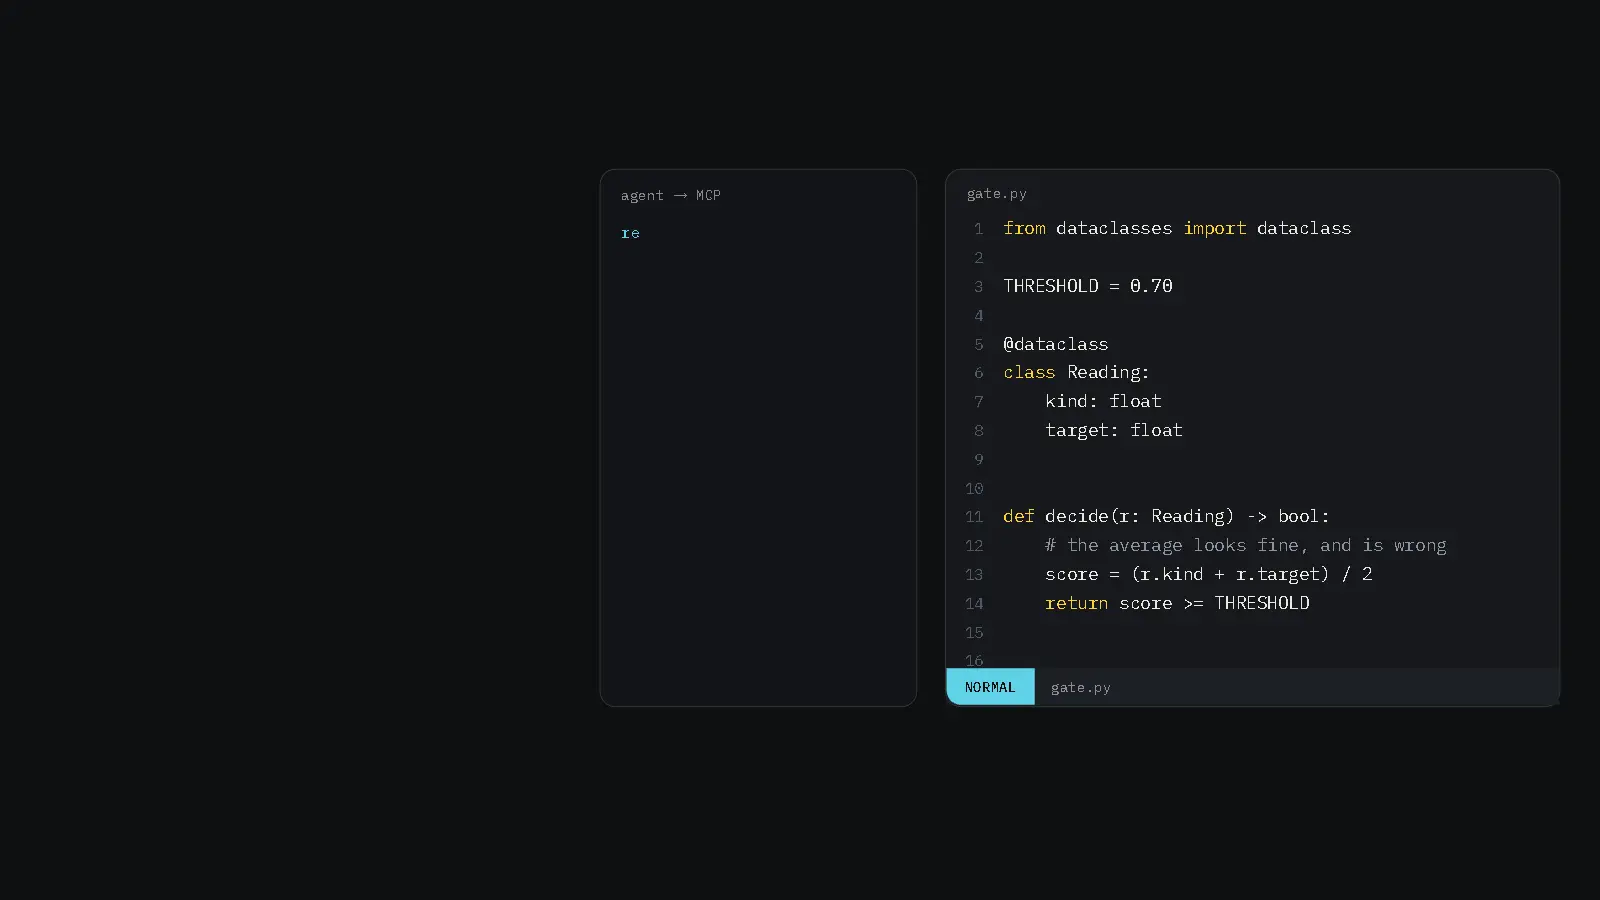 agent → MCP
re
gate.py
1 from dataclasses import dataclass
2
3 THRESHOLD = 0.70
4
5 @dataclass
6 class Reading:
7     kind: float
8     target: float
9
10
11 def decide(r: Reading) -> bool:
12     # the average looks fine, and is wrong
13     score = (r.kind + r.target) / 2
14     return score >= THRESHOLD
15
16
NORMAL gate.py